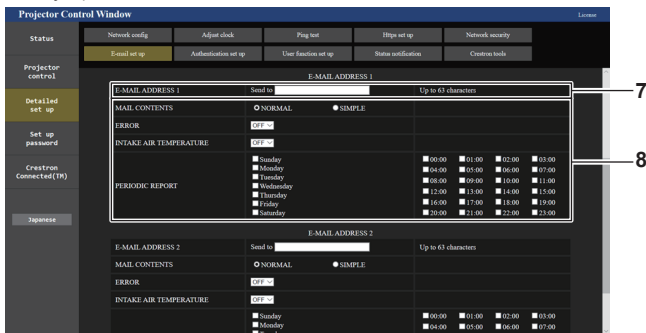 Projector Control Window
License
Status
Projector
control
Detailed
set up
Set up
password
Crestron
Connected(TM)
Japanese
Network config
Adjust clock
Ping test
Https set up
Network security
E-mail set up
Authentication set up
User function set up
Status notification
Crestron tools
E-MAIL ADDRESS 1
E-MAIL ADDRESS 1 Send to Up to 63 characters
7
MAIL CONTENTS NORMAL SIMPLE
ERROR OFF
INTAKE AIR TEMPERATURE OFF
8
PERIODIC REPORT
Sunday
Monday
Tuesday
Wednesday
Thursday
Friday
Saturday
00:00 01:00 02:00 03:00
04:00 05:00 06:00 07:00
08:00 09:00 10:00 11:00
12:00 13:00 14:00 15:00
16:00 17:00 18:00 19:00
20:00 21:00 22:00 23:00
E-MAIL ADDRESS 2
E-MAIL ADDRESS 2 Send to Up to 63 characters
MAIL CONTENTS NORMAL SIMPLE
ERROR OFF
INTAKE AIR TEMPERATURE OFF
Sunday
Monday
00:00 01:00 02:00 03:00
04:00 05:00 06:00 07:00